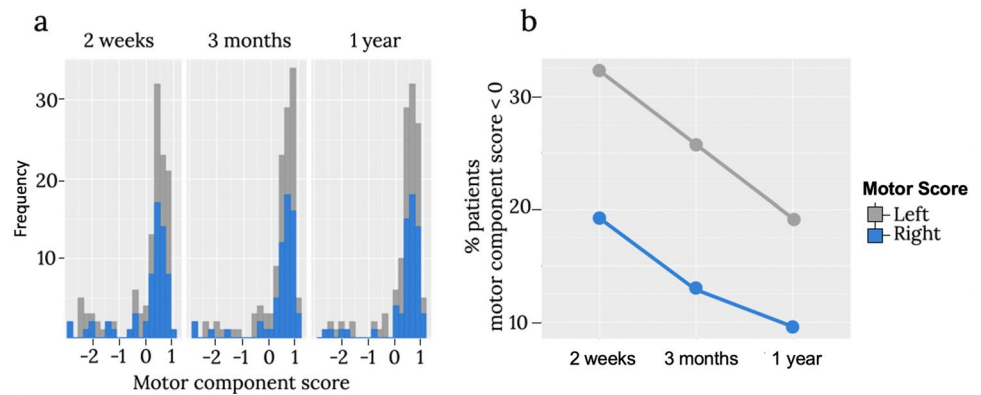 a
2 weeks 3 months 1 year
30
20
10
Frequency
-2 -1 0 1 -2 -1 0 1 -2 -1 0 1
Motor component score
b
30
20
10
% patients
motor component score < 0
2 weeks 3 months 1 year
Motor Score
Left
Right